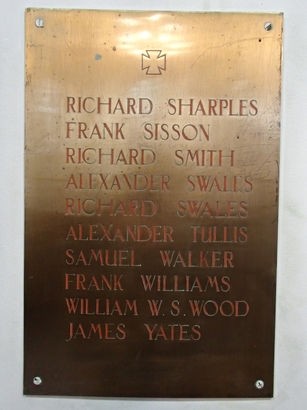 RICHARD SHARPLES
FRANK SISSON
RICHARD SMITH
ALEXANDER SWALES
RICHARD SWALES
ALEXANDER TULLIS
SAMUEL WALKER
FRANK WILLIAMS
WILLIAM W. S. WOOD
JAMES YATES